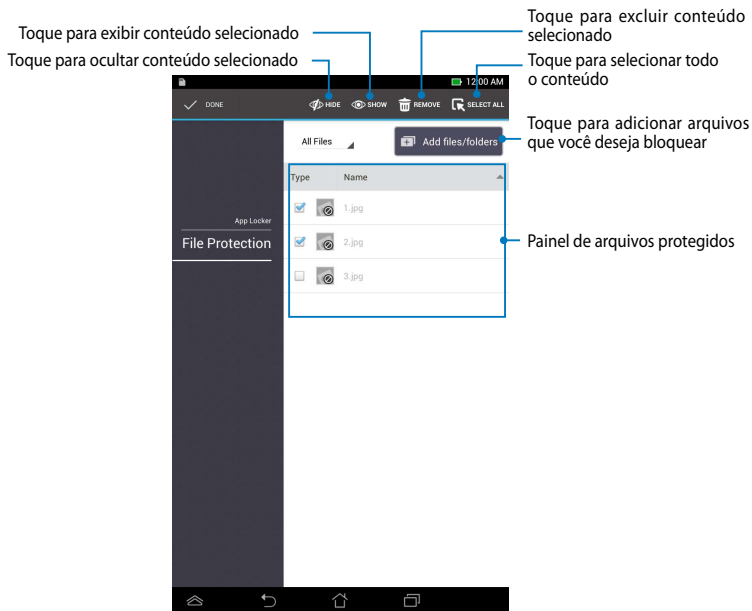 Toque para exibir conteúdo selecionado
Toque para ocultar conteúdo selecionado
Toque para excluir conteúdo
selecionado
Toque para selecionar todo
o conteúdo
12:00 AM
DONE
HIDE
SHOW
REMOVE
SELECT ALL
Toque para adicionar arquivos
que você deseja bloquear
All Files
Add files/folders
Type Name
1.jpg
App Locker
File Protection
2.jpg
Painel de arquivos protegidos
3.jpg